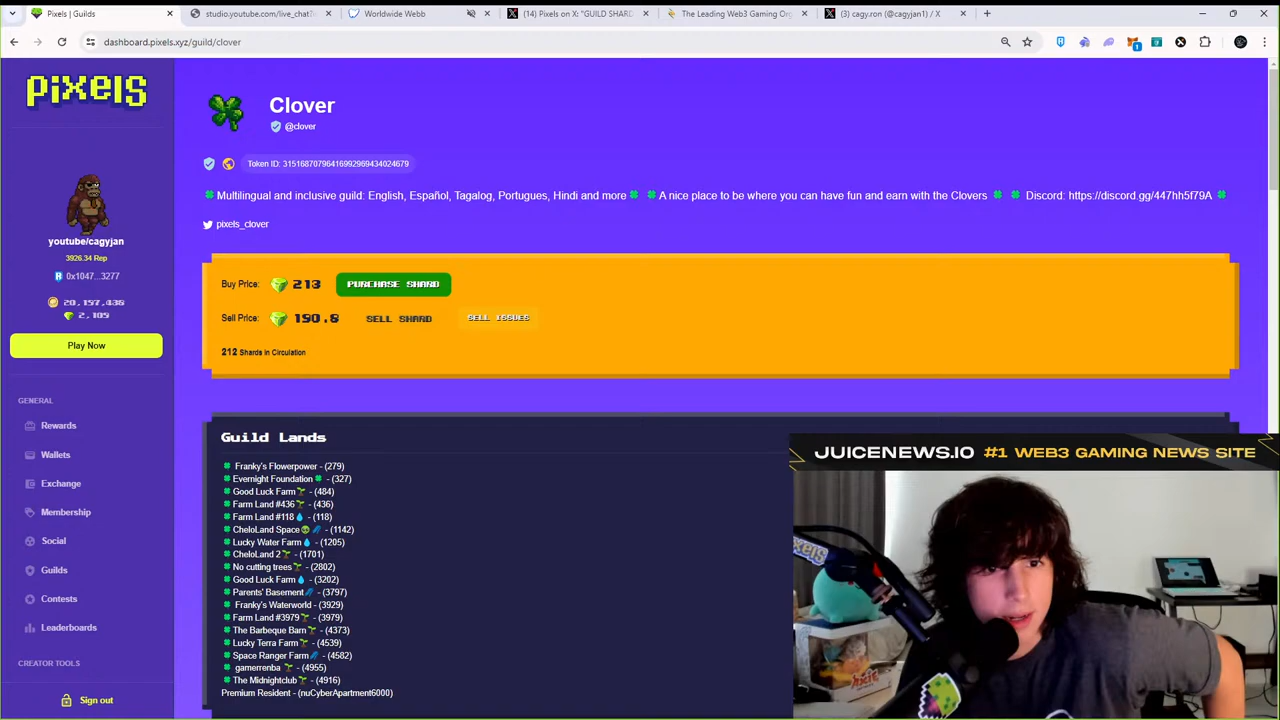 Pixels | Guilds
studio.youtube.com/live_chat?
Worldwide Webb
(14) Pixels on X: "GUILD SHARD
The Leading Web3 Gaming Org
(3) cagy.ron (@cagyjan1) / X
dashboard.pixels.xyz/guild/clover
pixels
youtube/cagyjan
3926.34 Rep
0x1047...3277
20,197,438
2,109
Play Now
GENERAL
Rewards
Wallets
Exchange
Membership
Social
Guilds
Contests
Leaderboards
CREATOR TOOLS
Sign out
Clover
@clover
Token ID: 31516870796416992969434024679
🍀Multilingual and inclusive guild: English, Español, Tagalog, Portugues, Hindi and more🍀 🍀A nice place to be where you can have fun and earn with the Clovers 🍀 🍀 Discord: https://discord.gg/447hh5f79A 🍀
pixels_clover
Buy Price: 213 PURCHASE SHARD
Sell Price: 190.8 SELL SHARD SELL ISSUES
212 Shards in Circulation
Guild Lands
🍀 Franky's Flowerpower - (279)
🍀 Evernight Foundation🍀 - (327)
🍀 Good Luck Farm🌱 - (484)
🍀 Farm Land #436🌱 - (436)
🍀 Farm Land #118💧 - (118)
🍀 CheloLand Space👽 - (1142)
🍀 Lucky Water Farm💧 - (1205)
🍀 CheloLand 2🌱 - (1701)
🍀 No cutting trees🌱 - (2802)
🍀 Good Luck Farm💧 - (3202)
🍀 Parents' Basement - (3797)
🍀 Franky's Waterworld - (3929)
🍀 Farm Land #3979🌱 - (3979)
🍀 The Barbeque Barn🌱 - (4373)
🍀 Lucky Terra Farm🌱 - (4539)
🍀 Space Ranger Farm - (4582)
🍀 gamerrenba 🌱 - (4955)
🍀 The Midnightclub🌱 - (4916)
Premium Resident - (nuCyberApartment6000)
JUICENEWS.IO #1 WEB3 GAMING NEWS SITE
PIXELS